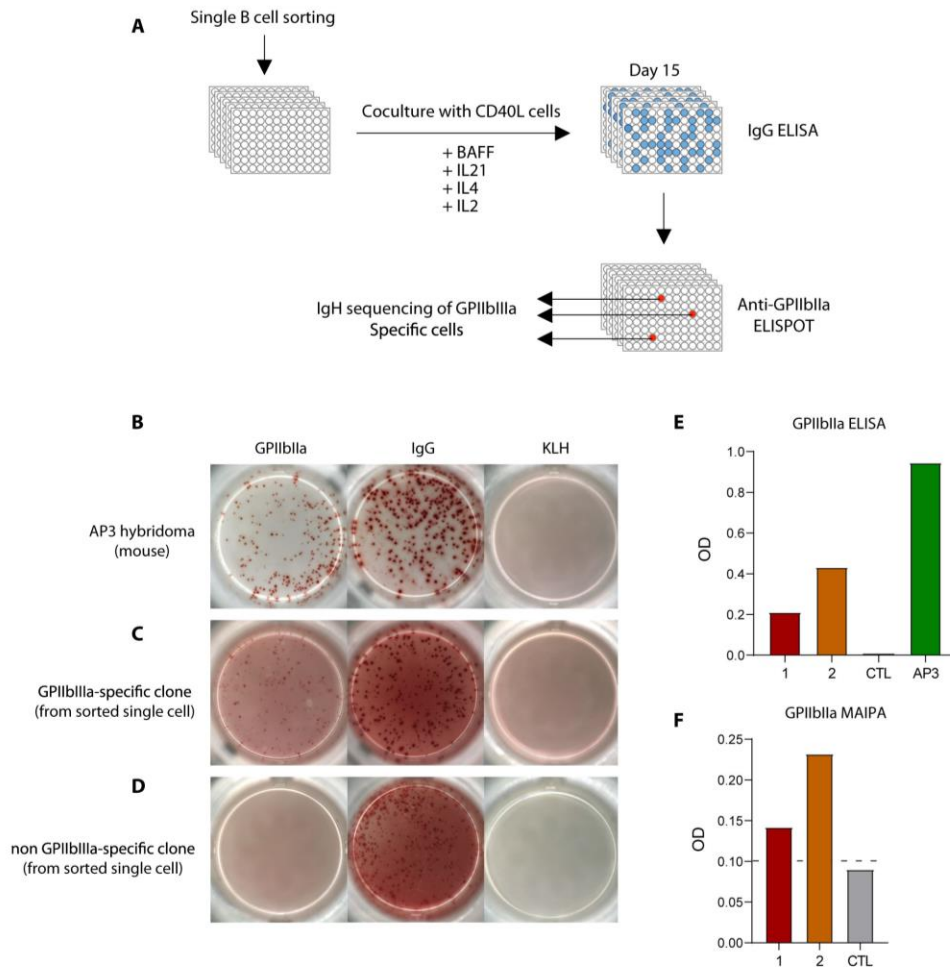 A
Single B cell sorting
Coculture with CD40L cells
+ BAFF
+ IL21
+ IL4
+ IL2
Day 15
IgG ELISA
IgH sequencing of GPIIbIIIa
Specific cells
Anti-GPIIbIIa
ELISPOT
B
GPIIbIIa
IgG
KLH
AP3 hybridoma
(mouse)
C
GPIIbIIIa-specific clone
(from sorted single cell)
D
non GPIIbIIIa-specific clone
(from sorted single cell)
E
GPIIbIIa ELISA
OD
1.0
0.8
0.6
0.4
0.2
0.0
1
2
CTL
AP3
F
GPIIbIIa MAIPA
OD
0.25
0.20
0.15
0.10
0.05
0.00
1
2
CTL